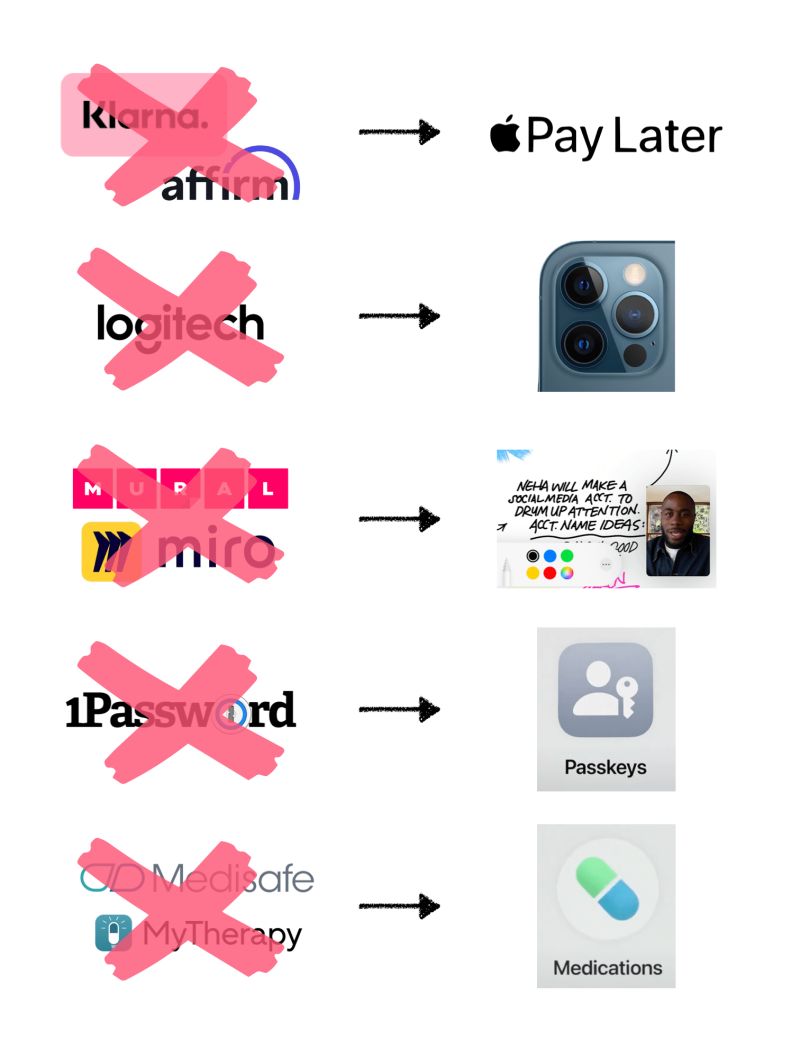 Klarna.
affirm
Pay Later
logitech
MURAL
miro
NEHA WILL MAKE A
SOCIAL MEDIA ACCT. TO
DRUM UP ATTENTION.
ACCT. NAME IDEAS:
GOOD
1Password
Passkeys
Medisafe
MyTherapy
Medications